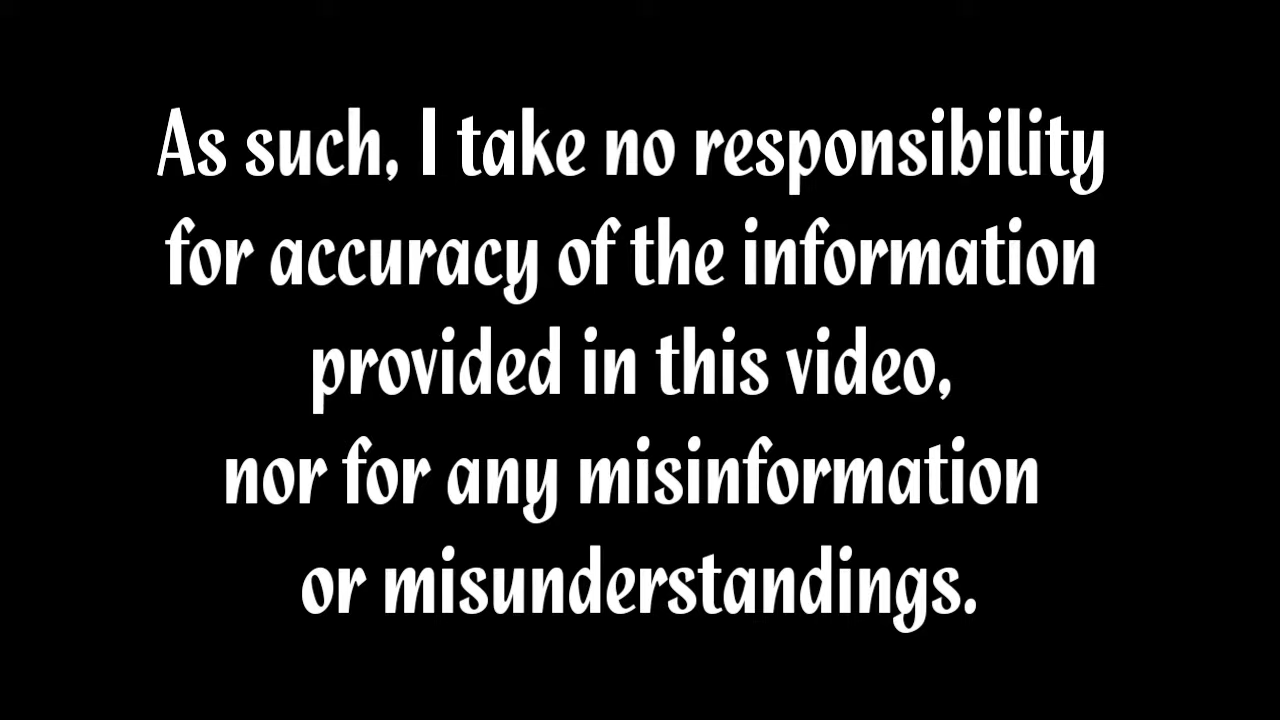 As such, I take no responsibility
for accuracy of the information
provided in this video,
nor for any misinformation
or misunderstandings.